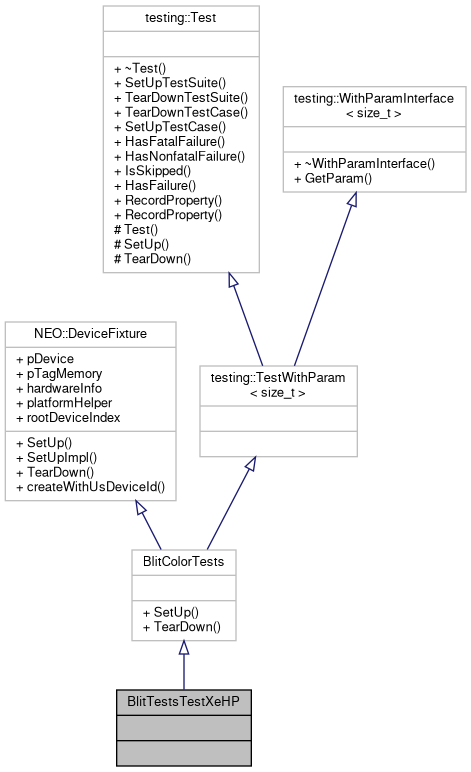 testing::Test
+ ~Test()
+ SetUpTestSuite()
+ TearDownTestSuite()
+ TearDownTestCase()
+ SetUpTestCase()
+ HasFatalFailure()
+ HasNonfatalFailure()
+ IsSkipped()
+ HasFailure()
+ RecordProperty()
+ RecordProperty()
# Test()
# SetUp()
# TearDown()
testing::WithParamInterface
< size_t >
+ ~WithParamInterface()
+ GetParam()
NEO::DeviceFixture
+ pDevice
+ pTagMemory
+ hardwareInfo
+ platformHelper
+ rootDeviceIndex
+ SetUp()
+ SetUpImpl()
+ TearDown()
+ createWithUsDeviceId()
testing::TestWithParam
< size_t >
BlitColorTests
+ SetUp()
+ TearDown()
BlitTestsTestXeHP